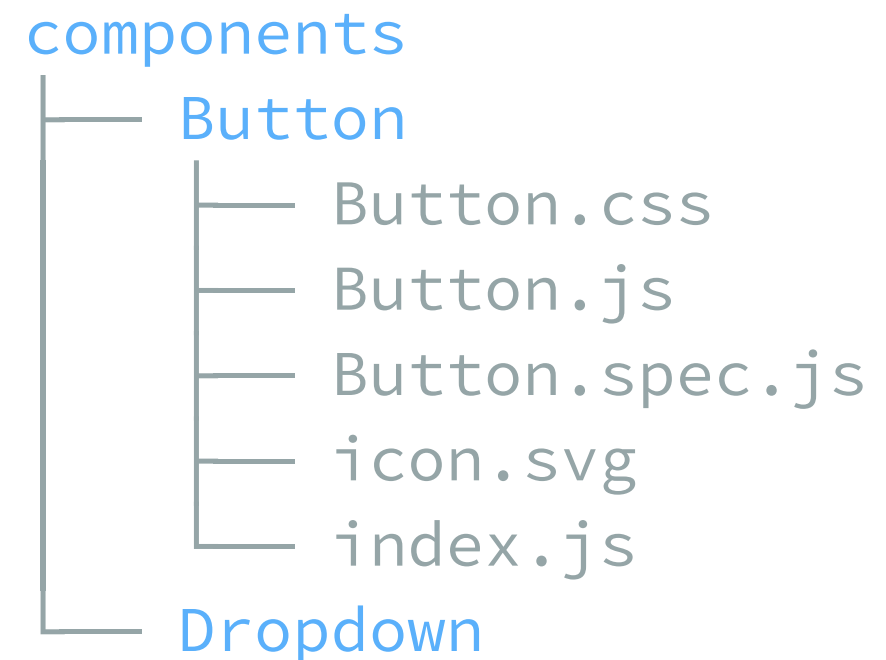 components
Button
Button.css
Button.js
Button.spec.js
icon.svg
index.js
Dropdown